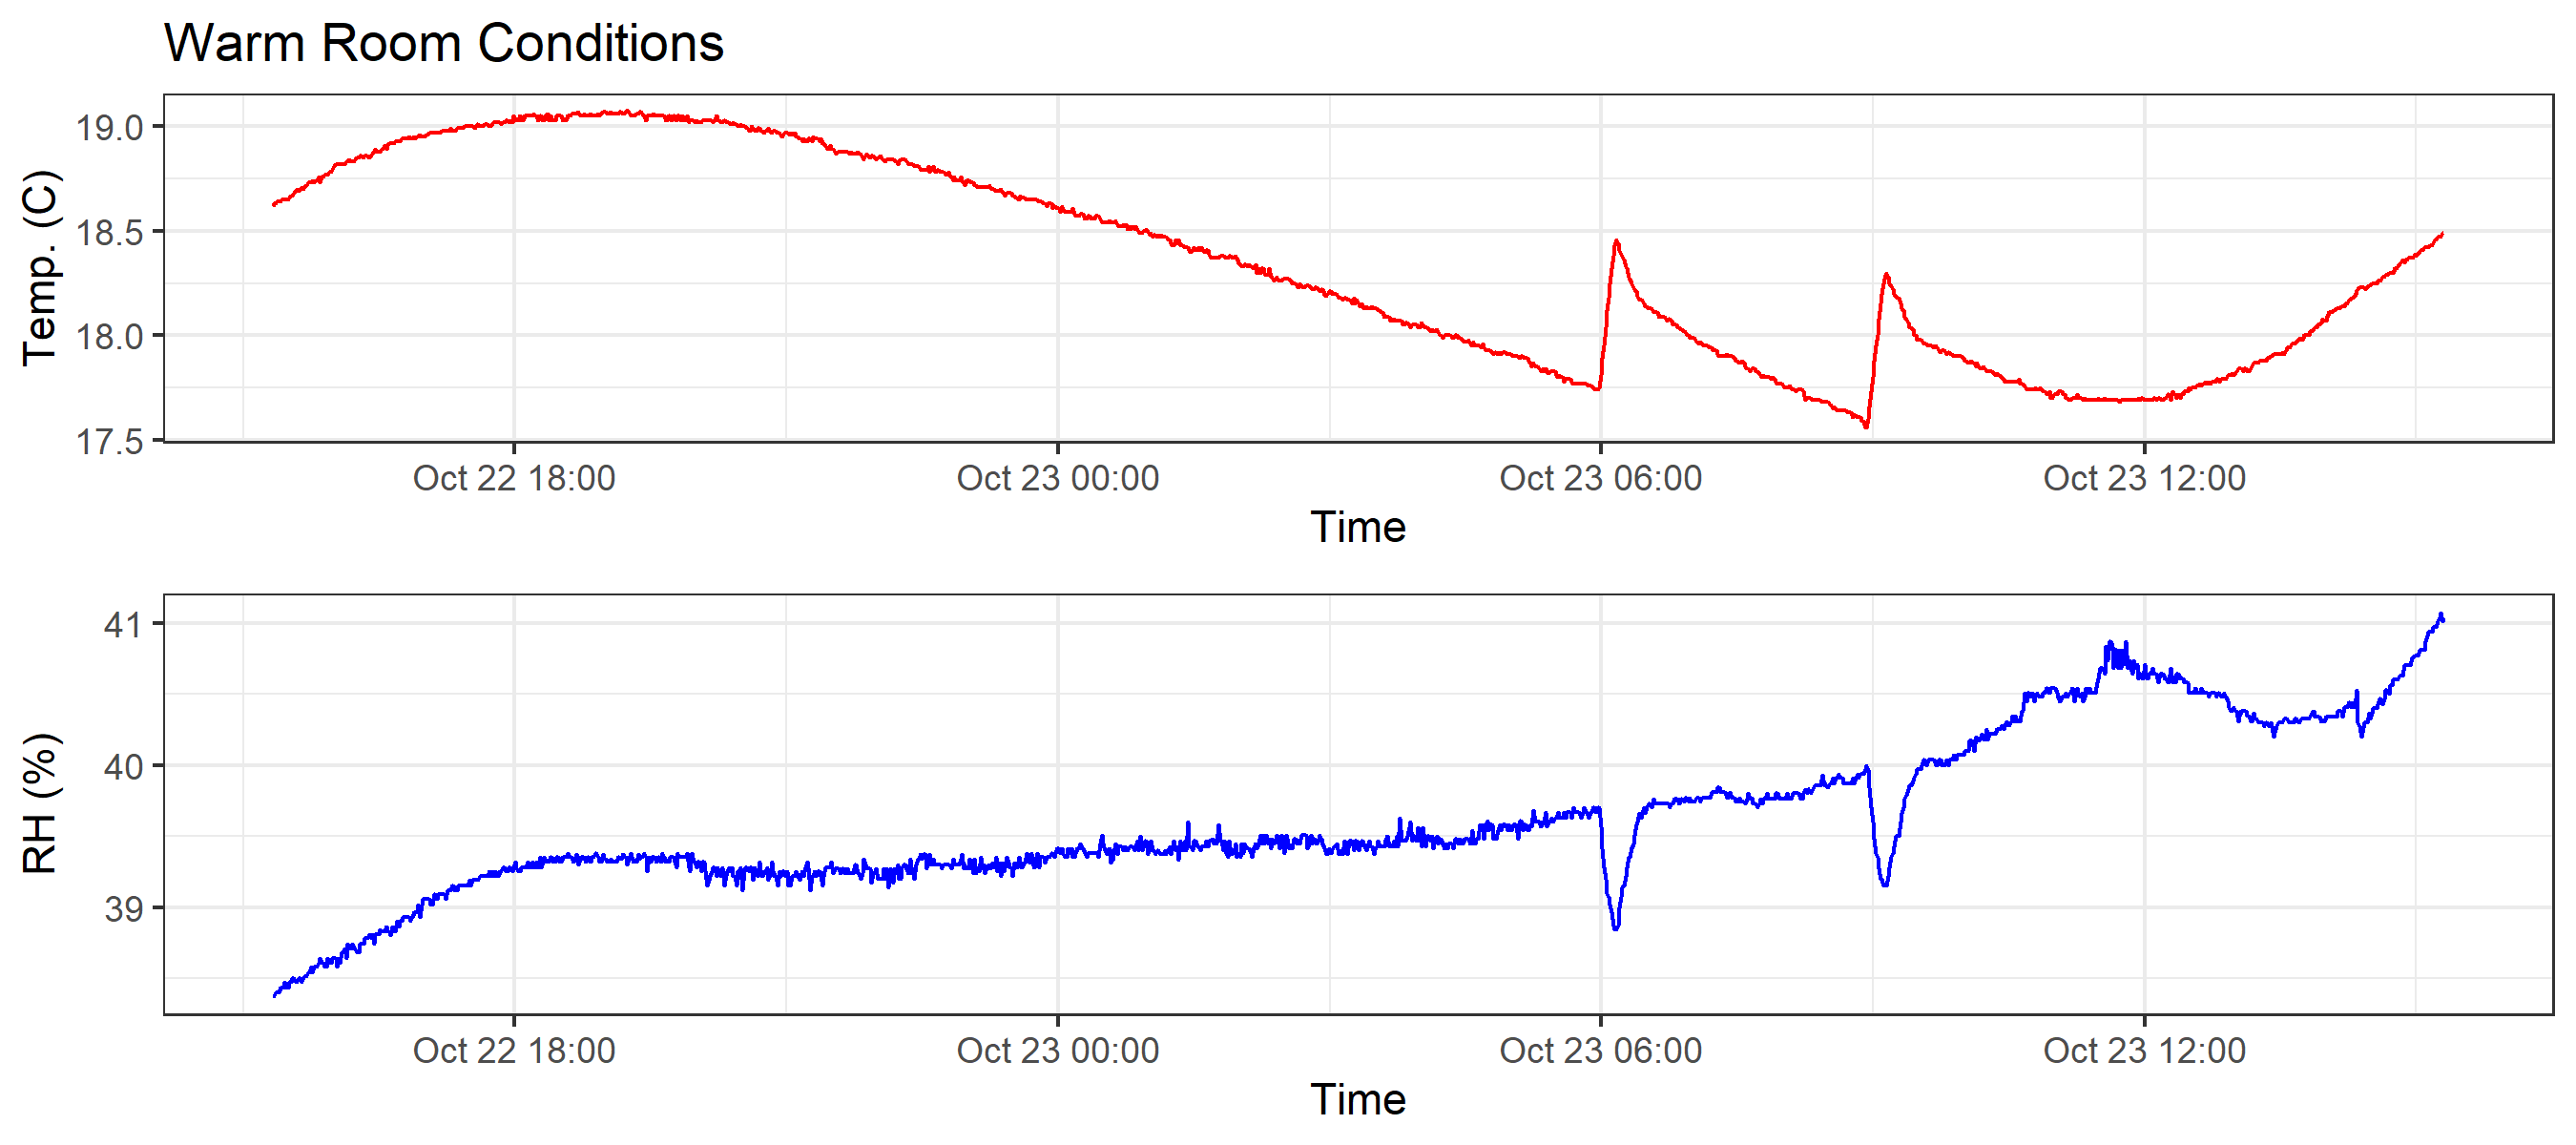 Warm Room Conditions
Temp. (C)
19.0
18.5
18.0
17.5
Oct 22 18:00 Oct 23 00:00 Oct 23 06:00 Oct 23 12:00
Time
RH (%)
41
40
39
Oct 22 18:00 Oct 23 00:00 Oct 23 06:00 Oct 23 12:00
Time